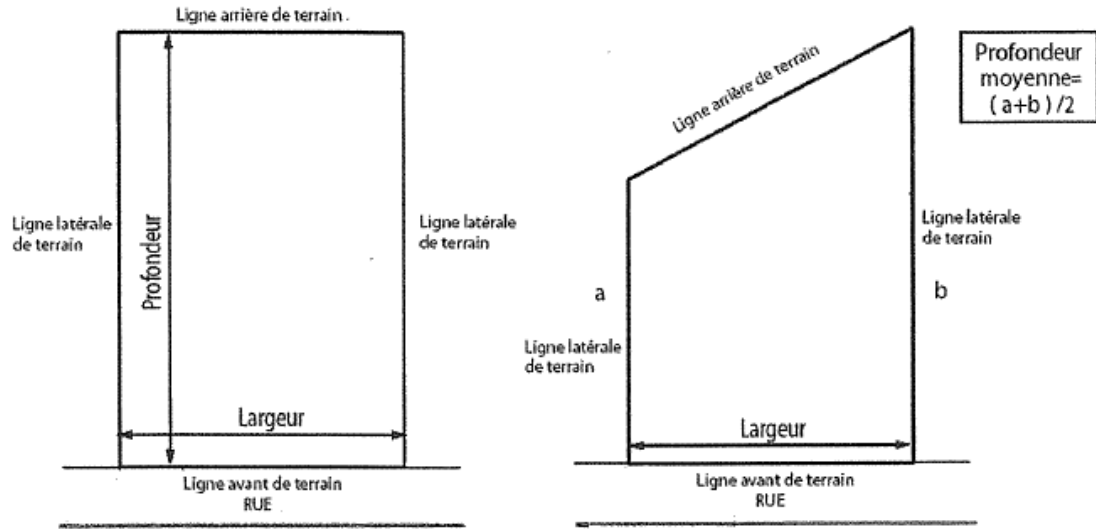 Ligne arrière de terrain
Ligne latérale
de terrain
Profondeur
Ligne latérale
de terrain
Largeur
Ligne avant de terrain
RUE
Ligne arrière de terrain
Profondeur
moyenne=
( a+b ) /2
Ligne latérale
de terrain
a
b
Ligne latérale
de terrain
Largeur
Ligne avant de terrain
RUE